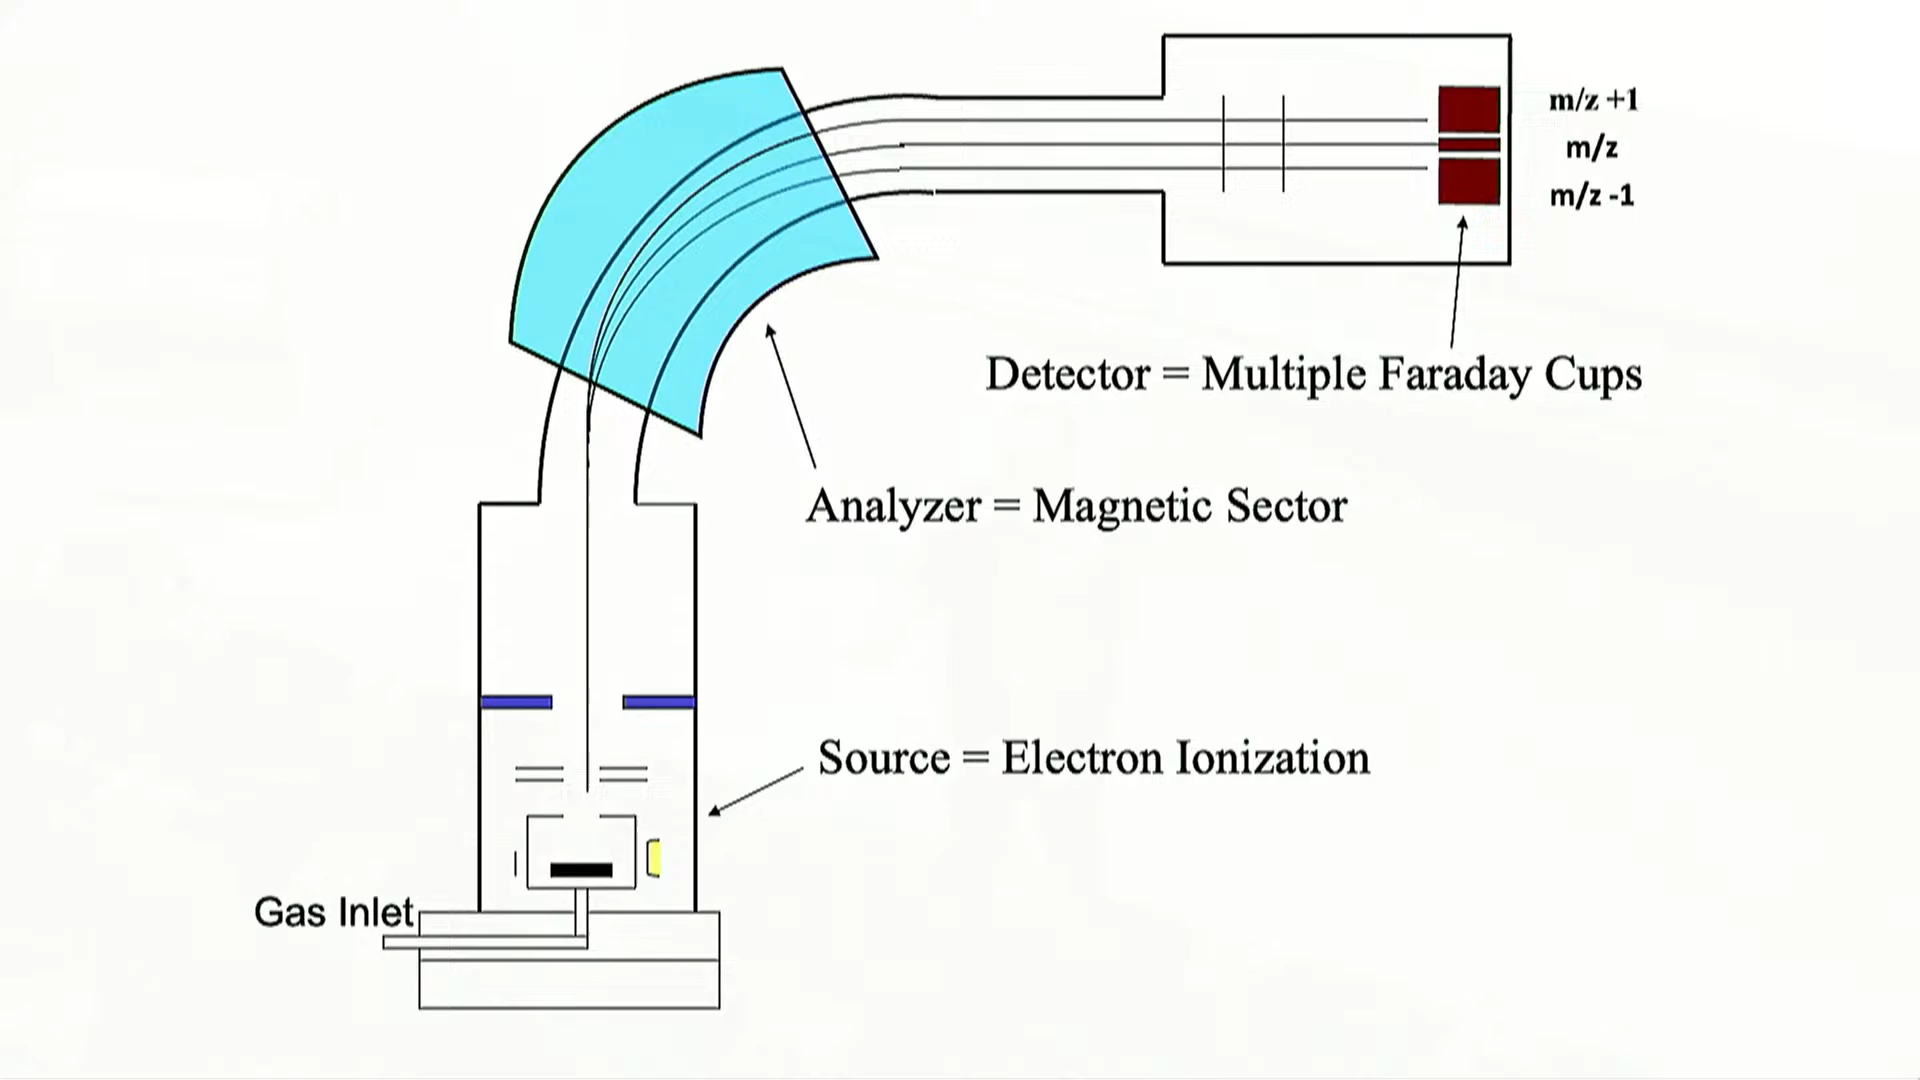 m/z +1
m/z
m/z -1
Detector = Multiple Faraday Cups
Analyzer = Magnetic Sector
Source = Electron Ionization
Gas Inlet